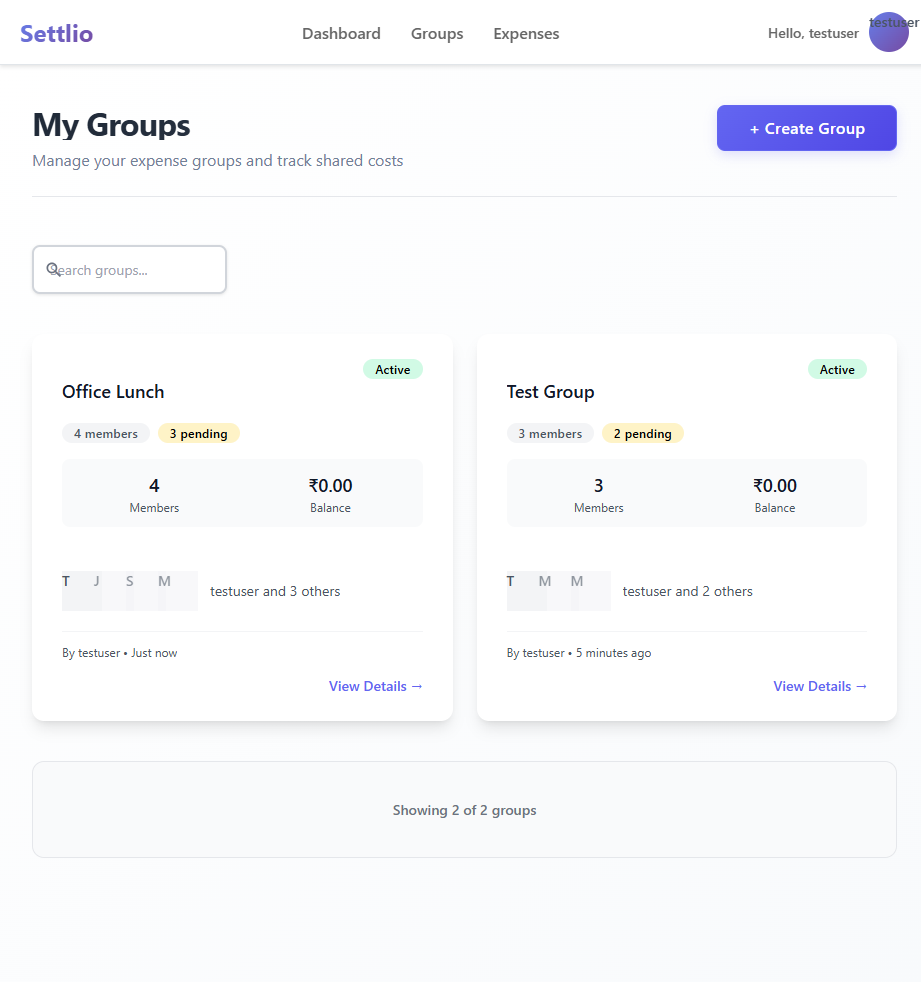 Settlio
Dashboard Groups Expenses
Hello, testuser
testuser
My Groups
+ Create Group
Manage your expense groups and track shared costs
Search groups...
Active
Office Lunch
4 members 3 pending
4 ₹0.00
Members Balance
T J S M
testuser and 3 others
By testuser • Just now
View Details →
Active
Test Group
3 members 2 pending
3 ₹0.00
Members Balance
T M M
testuser and 2 others
By testuser • 5 minutes ago
View Details →
Showing 2 of 2 groups